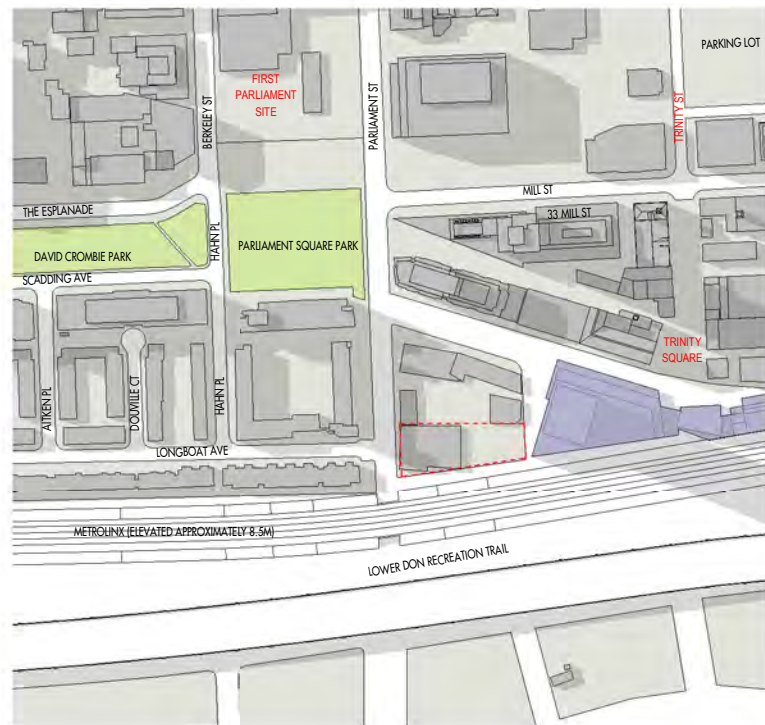 PARKING LOT
FIRST
PARLIAMENT
SITE
BERKELEY ST
PARLIAMENT ST
TRINITY ST
MILL ST
THE ESPLANADE
33 MILL ST
HAHN PL
DAVID CROMBIE PARK
PARLIAMENT SQUARE PARK
SCADDING AVE
TRINITY
SQUARE
AITKEN PL
DOUVILLE CT
HAHN PL
LONGBOAT AVE
METROLINX (ELEVATED APPROXIMATELY 8.5M)
LOWER DON RECREATION TRAIL